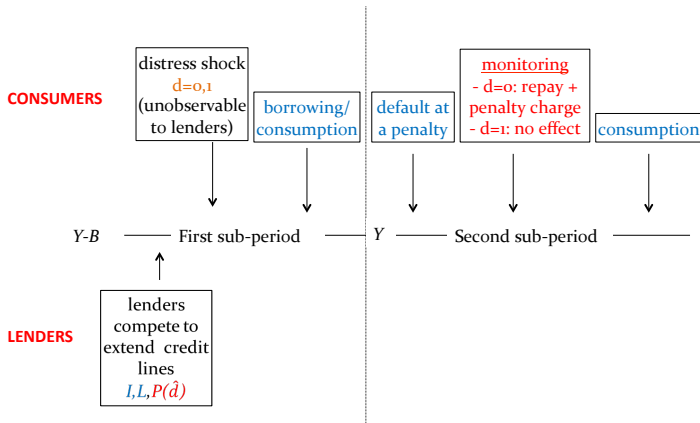 CONSUMERS
distress shock
d=0,1
(unobservable
to lenders)
borrowing/
consumption
default at
a penalty
monitoring
- d=0: repay +
penalty charge
- d=1: no effect
consumption
Y-B
First sub-period
Y
Second sub-period
LENDERS
lenders
compete to
extend credit
lines
I,L,P(d̂)